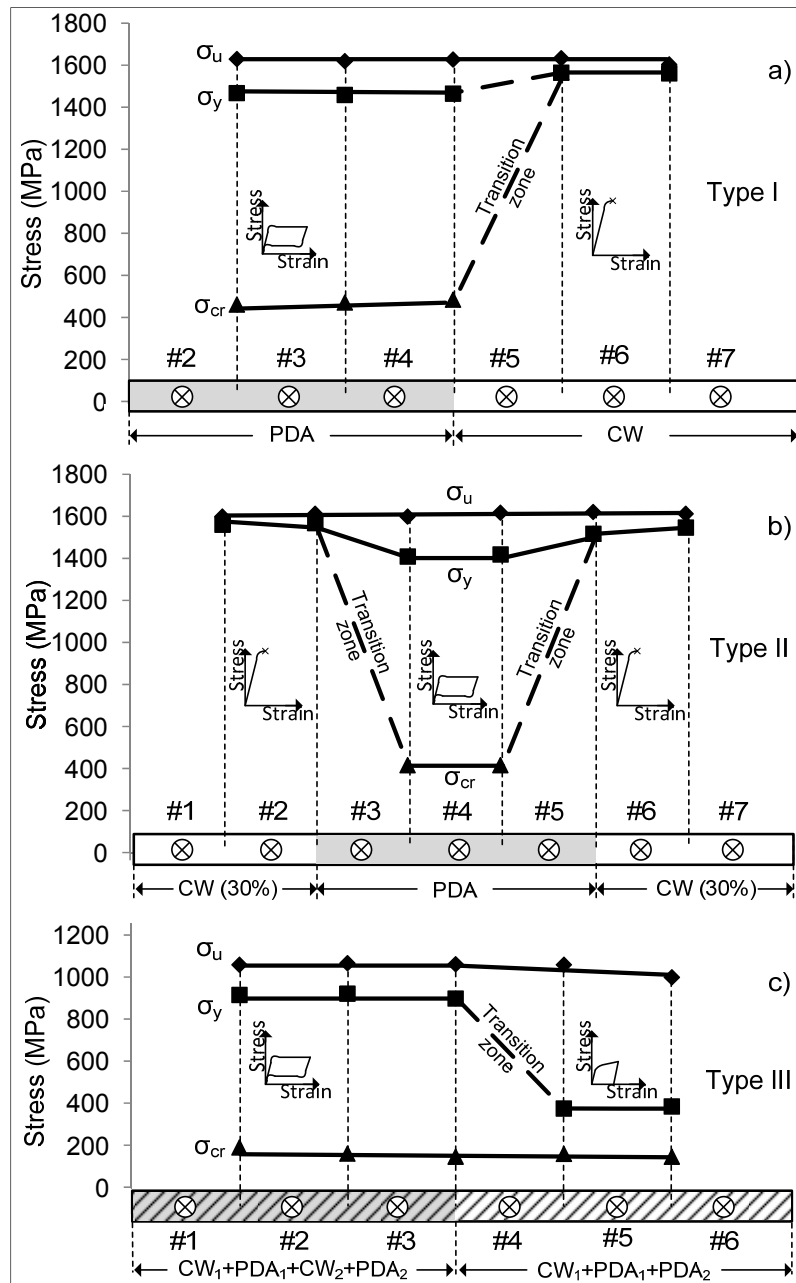 1800
σu
1600
a)
1400
σy
1200
Transition
zone
Stress (MPa)
1000
Type I
Stress
Strain
Stress
Strain
800
600
σcr
400
200
#2 #3 #4 #5 #6 #7
0
PDA CW
1800
σu
1600
b)
1400
σy
1200
Transition
zone
Transition
zone
Stress (MPa)
1000
Type II
Stress
Strain
Stress
Strain
Stress
Strain
800
600
400
σcr
200
#1 #2 #3 #4 #5 #6 #7
0
CW (30%) PDA CW (30%)
1200
σu
1000
c)
σy
800
Transition
zone
Stress (MPa)
600
Stress
Strain
Stress
Strain
Type III
400
200
σcr
0
#1 #2 #3 #4 #5 #6
CW1+PDA1+CW2+PDA2 CW1+PDA1+PDA2